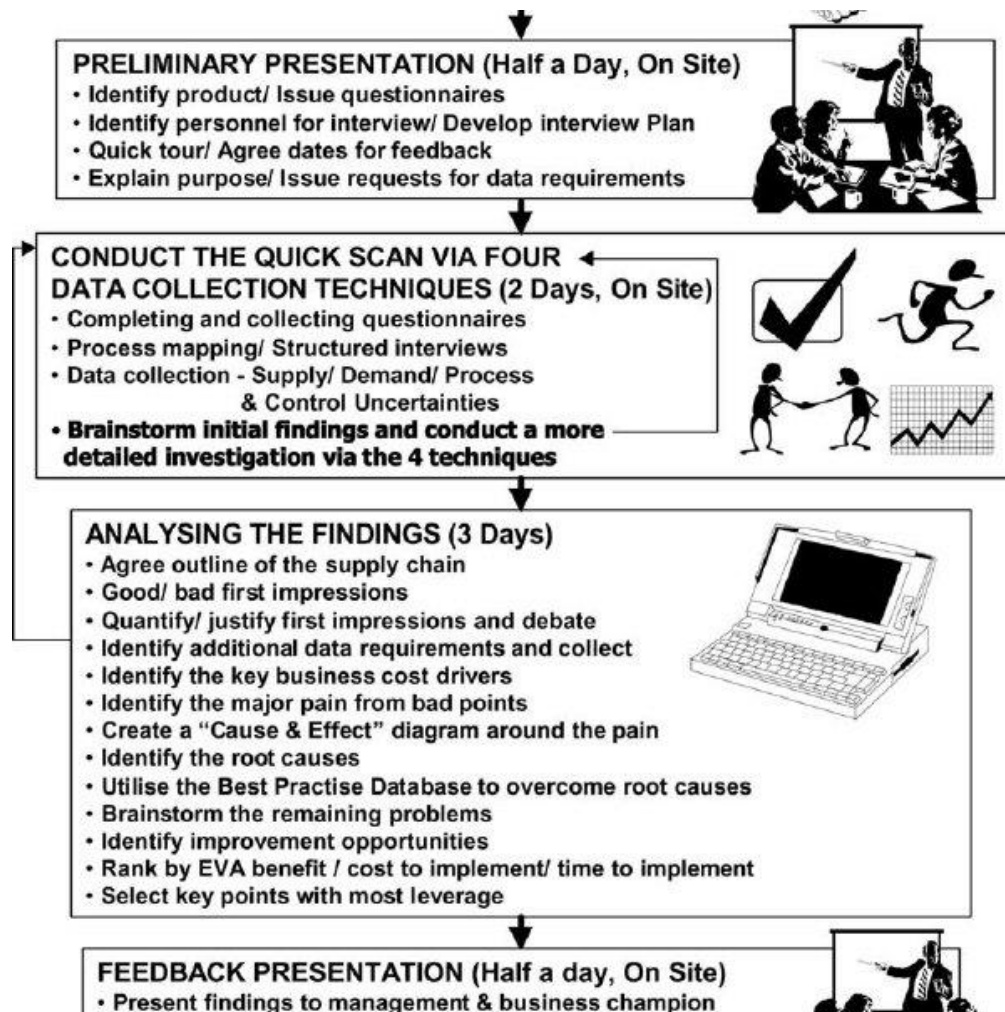 PRELIMINARY PRESENTATION (Half a Day, On Site)
• Identify product/ Issue questionnaires
• Identify personnel for interview/ Develop interview Plan
• Quick tour/ Agree dates for feedback
• Explain purpose/ Issue requests for data requirements
CONDUCT THE QUICK SCAN VIA FOUR
DATA COLLECTION TECHNIQUES (2 Days, On Site)
• Completing and collecting questionnaires
• Process mapping/ Structured interviews
• Data collection - Supply/ Demand/ Process
& Control Uncertainties
• Brainstorm initial findings and conduct a more
detailed investigation via the 4 techniques
ANALYSING THE FINDINGS (3 Days)
• Agree outline of the supply chain
• Good/ bad first impressions
• Quantify/ justify first impressions and debate
• Identify additional data requirements and collect
• Identify the key business cost drivers
• Identify the major pain from bad points
• Create a “Cause & Effect” diagram around the pain
• Identify the root causes
• Utilise the Best Practise Database to overcome root causes
• Brainstorm the remaining problems
• Identify improvement opportunities
• Rank by EVA benefit / cost to implement/ time to implement
• Select key points with most leverage
FEEDBACK PRESENTATION (Half a day, On Site)
• Present findings to management & business champion